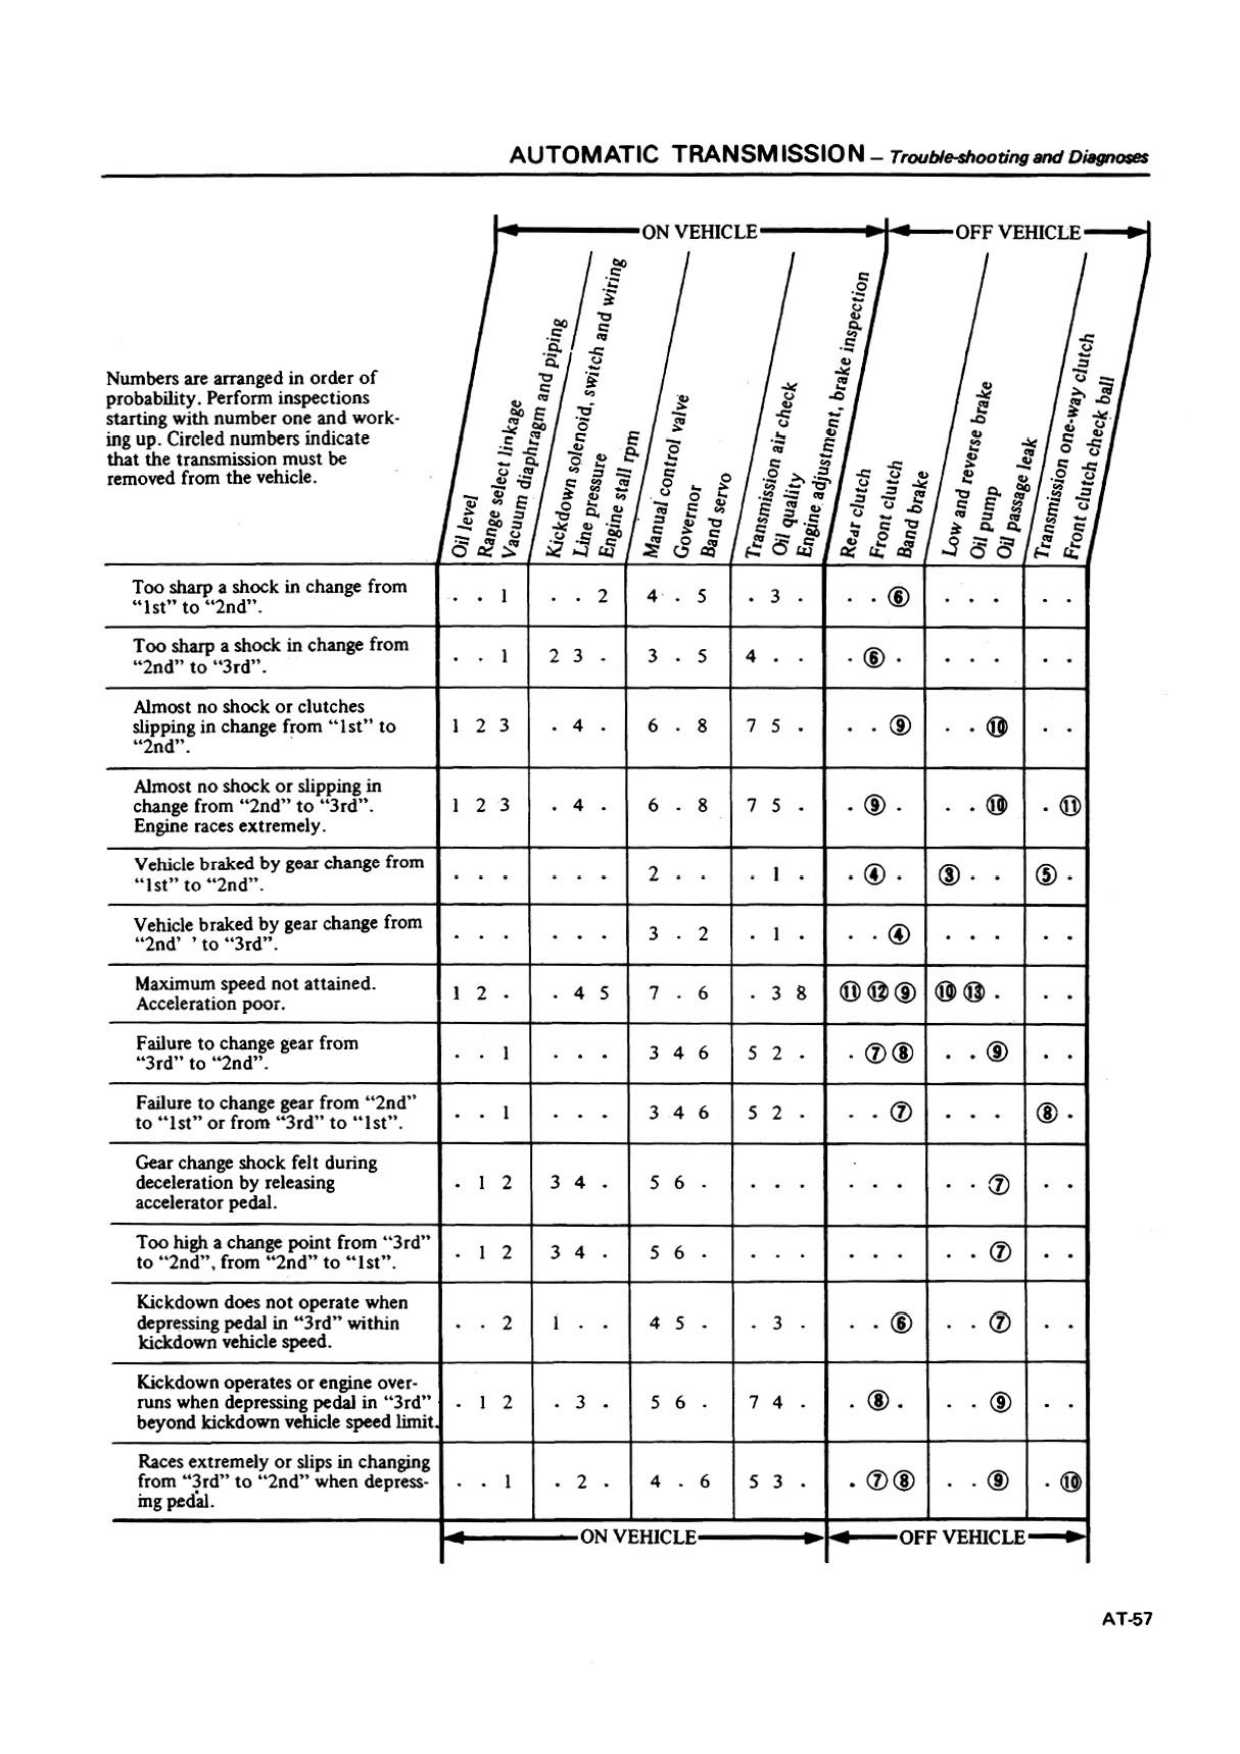 AUTOMATIC TRANSMISSION – Trouble-shooting and Diagnoses
ON VEHICLE OFF VEHICLE
Numbers are arranged in order of
probability. Perform inspections
starting with number one and work-
ing up. Circled numbers indicate
that the transmission must be
removed from the vehicle.
Oil level
Range select linkage
Vacuum diaphragm and piping
Kickdown solenoid, switch and wiring
Line pressure
Engine stall rpm
Manual control valve
Governor
Band servo
Transmission air check
Oil quality
Engine adjustment, brake inspection
Rear clutch
Front clutch
Band brake
Low and reverse brake
Oil pump
Oil passage leak
Transmission one-way clutch
Front clutch check ball
Too sharp a shock in change from
“1st” to “2nd”.
. . 1 . . 2 4 . 5 . 3 . . . ⑥ . . . . .
Too sharp a shock in change from
“2nd” to “3rd”.
. . 1 2 3 . 3 . 5 4 . . . ⑥ . . . . . .
Almost no shock or clutches
slipping in change from “1st” to
“2nd”.
1 2 3 . 4 . 6 . 8 7 5 . . . ⑨ . . ⑩ . .
Almost no shock or slipping in
change from “2nd” to “3rd”.
Engine races extremely.
1 2 3 . 4 . 6 . 8 7 5 . . ⑨ . . . ⑩ . ⑪
Vehicle braked by gear change from
“1st” to “2nd”.
. . . . . . 2 . . . 1 . . ④ . ③ . . ⑤ .
Vehicle braked by gear change from
“2nd’ ’ to “3rd”.
. . . . . . 3 . 2 . 1 . . . ④ . . . . .
Maximum speed not attained.
Acceleration poor.
1 2 . . 4 5 7 . 6 . 3 8 ⑪ ⑫ ⑨ ⑩ ⑬ . . .
Failure to change gear from
“3rd” to “2nd”.
. . 1 . . . 3 4 6 5 2 . . ⑦ ⑧ . . ⑨ . .
Failure to change gear from “2nd”
to “1st” or from “3rd” to “1st”.
. . 1 . . . 3 4 6 5 2 . . . ⑦ . . . ⑧ .
Gear change shock felt during
deceleration by releasing
accelerator pedal.
. 1 2 3 4 . 5 6 . . . . . . . . . ⑦ . .
Too high a change point from “3rd”
to “2nd”, from “2nd” to “1st”.
. 1 2 3 4 . 5 6 . . . . . . . . . ⑦ . .
Kickdown does not operate when
depressing pedal in “3rd” within
kickdown vehicle speed.
. . 2 1 . . 4 5 . . 3 . . . ⑥ . . ⑦ . .
Kickdown operates or engine over-
runs when depressing pedal in “3rd”
beyond kickdown vehicle speed limit.
. 1 2 . 3 . 5 6 . 7 4 . . ⑧ . . . ⑨ . .
Races extremely or slips in changing
from “3rd” to “2nd” when depress-
ing pedal.
. . 1 . 2 . 4 . 6 5 3 . . ⑦ ⑧ . . ⑨ . ⑩
ON VEHICLE OFF VEHICLE
AT-57